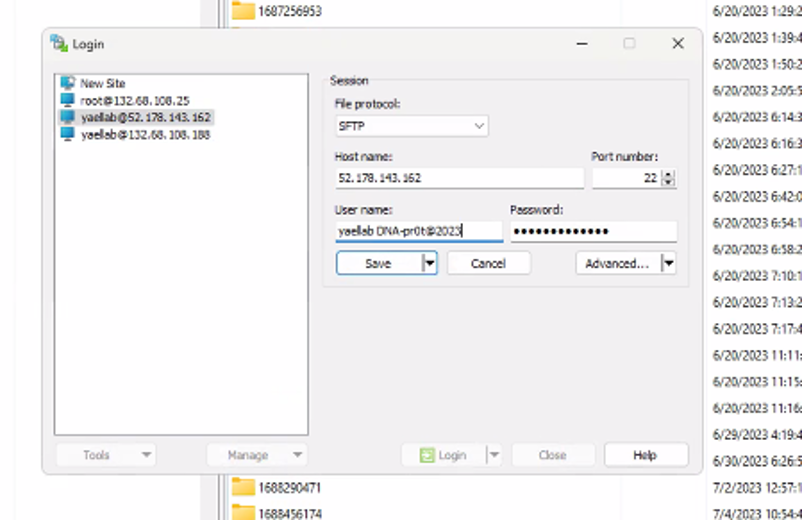 1687256953
6/20/2023 1:29:2
Login
6/20/2023 1:39:4
6/20/2023 1:50:2
New Site
root@132.68.108.25
yaellab@52.178.143.162
yaellab@132.68.108.188
Session
File protocol:
SFTP
Host name:
Port number:
52.178.143.162
22
User name:
Password:
yaellab DNA-pr0t@2023
Save
Cancel
Advanced...
6/20/2023 2:05:5
6/20/2023 6:14:3
6/20/2023 6:16:3
6/20/2023 6:27:1
6/20/2023 6:42:0
6/20/2023 6:54:1
6/20/2023 6:58:2
6/20/2023 7:10:1
6/20/2023 7:13:2
6/20/2023 7:17:4
6/20/2023 11:11:
6/20/2023 11:15:
6/20/2023 11:16:
6/29/2023 4:19:4
6/30/2023 6:26:5
Tools
Manage
Login
Close
Help
1688290471
7/2/2023 12:57:1
1688456174
7/4/2023 10:54:4